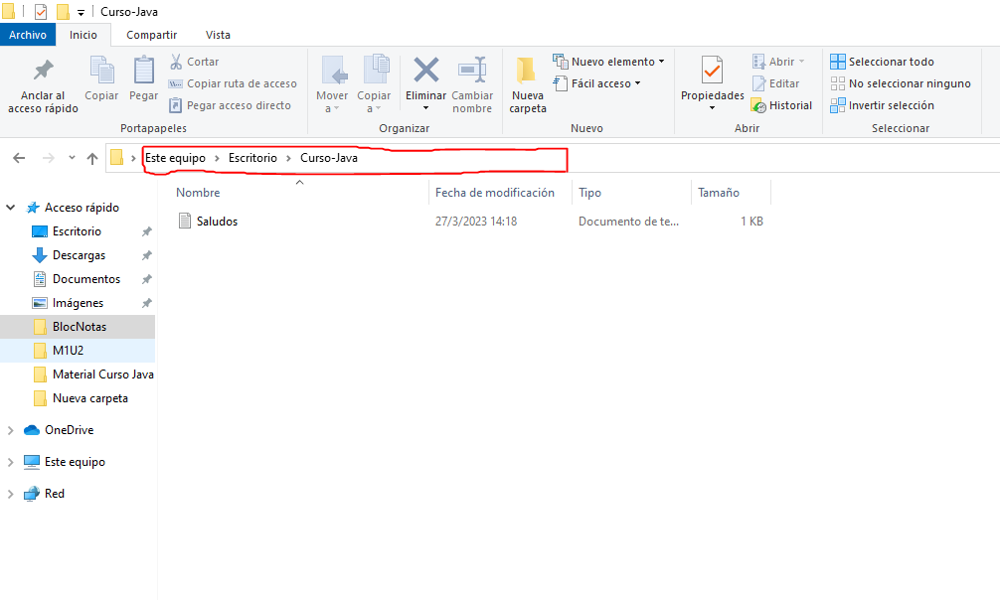 Curso-Java
Archivo Inicio Compartir Vista
Anclar al acceso rápido
Copiar
Pegar
Cortar
Copiar ruta de acceso
Pegar acceso directo
Portapapeles
Mover a
Copiar a
Eliminar
Cambiar nombre
Organizar
Nueva carpeta
Nuevo elemento
Fácil acceso
Nuevo
Propiedades
Abrir
Editar
Historial
Abrir
Seleccionar todo
No seleccionar ninguno
Invertir selección
Seleccionar
Este equipo > Escritorio > Curso-Java
Nombre Fecha de modificación Tipo Tamaño
Saludos 27/3/2023 14:18 Documento de te... 1 KB
Acceso rápido
Escritorio
Descargas
Documentos
Imágenes
BlocNotas
M1U2
Material Curso Java
Nueva carpeta
OneDrive
Este equipo
Red